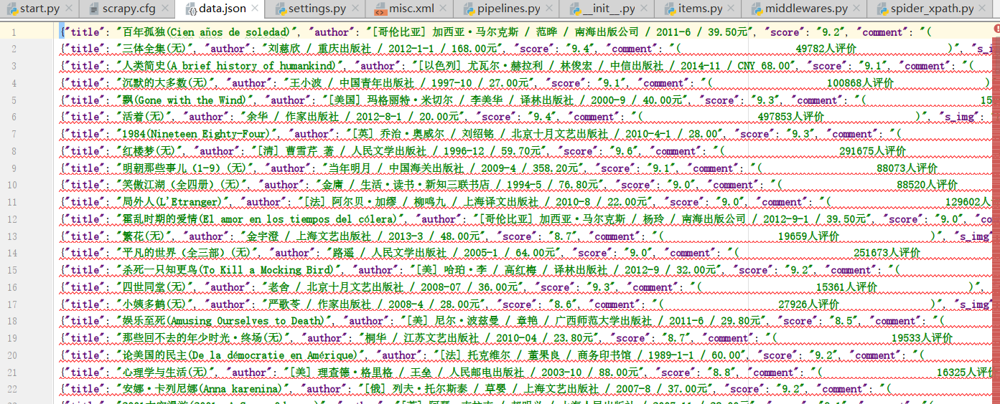 start.py scrapy.cfg data.json settings.py misc.xml pipelines.py __init__.py items.py middlewares.py spider_xpath.py
1 {"title": "百年孤独(Cien años de soledad)", "author": "[哥伦比亚] 加西亚·马尔克斯 / 范晔 / 南海出版公司 / 2011-6 / 39.50元", "score": "9.2", "comment": "(
2 {"title": "三体全集(无)", "author": "刘慈欣 / 重庆出版社 / 2012-1-1 / 168.00元", "score": "9.4", "comment": "( 49782人评价 )", "s_i
3 {"title": "人类简史(A brief history of humankind)", "author": "[以色列] 尤瓦尔·赫拉利 / 林俊宏 / 中信出版社 / 2014-11 / CNY 68.00", "score": "9.1", "comment": "(
4 {"title": "沉默的大多数(无)", "author": "王小波 / 中国青年出版社 / 1997-10 / 27.00元", "score": "9.1", "comment": "( 100868人评价 )
5 {"title": "飘(Gone with the Wind)", "author": "[美国] 玛格丽特·米切尔 / 李美华 / 译林出版社 / 2000-9 / 40.00元", "score": "9.3", "comment": "( 15
6 {"title": "活着(无)", "author": "余华 / 作家出版社 / 2012-8-1 / 20.00元", "score": "9.4", "comment": "( 497853人评价 )", "s_img":
7 {"title": "1984(Nineteen Eighty-Four)", "author": "[英] 乔治·奥威尔 / 刘绍铭 / 北京十月文艺出版社 / 2010-4-1 / 28.00", "score": "9.3", "comment": "(
8 {"title": "红楼梦(无)", "author": "[清] 曹雪芹 著 / 人民文学出版社 / 1996-12 / 59.70元", "score": "9.6", "comment": "( 291675人评价
9 {"title": "明朝那些事儿（1-9）(无)", "author": "当年明月 / 中国海关出版社 / 2009-4 / 358.20元", "score": "9.1", "comment": "( 88073人评价
10 {"title": "笑傲江湖（全四册）(无)", "author": "金庸 / 生活·读书·新知三联书店 / 1994-5 / 76.80元", "score": "9.0", "comment": "( 88520人评价
11 {"title": "局外人(L'Etranger)", "author": "[法] 阿尔贝·加缪 / 柳鸣九 / 上海译文出版社 / 2010-8 / 22.00元", "score": "9.0", "comment": "( 129602人
12 {"title": "霍乱时期的爱情(El amor en los tiempos del cólera)", "author": "[哥伦比亚] 加西亚·马尔克斯 / 杨玲 / 南海出版公司 / 2012-9-1 / 39.50元", "score": "9.0", "co
13 {"title": "繁花(无)", "author": "金宇澄 / 上海文艺出版社 / 2013-3 / 48.00元", "score": "8.7", "comment": "( 19659人评价 )", "s_img"
14 {"title": "平凡的世界（全三部）(无)", "author": "路遥 / 人民文学出版社 / 2005-1 / 64.00元", "score": "9.0", "comment": "( 251673人评价
15 {"title": "杀死一只知更鸟(To Kill a Mocking Bird)", "author": "[美] 哈珀·李 / 高红梅 / 译林出版社 / 2012-9 / 32.00元", "score": "9.2", "comment": "(
16 {"title": "四世同堂(无)", "author": "老舍 / 北京十月文艺出版社 / 2008-07 / 36.00元", "score": "9.3", "comment": "( 15361人评价 )",
17 {"title": "小姨多鹤(无)", "author": "严歌苓 / 作家出版社 / 2008-4 / 28.00元", "score": "8.6", "comment": "( 27926人评价 )", "s_img"
18 {"title": "娱乐至死(Amusing Ourselves to Death)", "author": "[美] 尼尔·波兹曼 / 章艳 / 广西师范大学出版社 / 2011-6 / 29.80元", "score": "8.5", "comment": "(
19 {"title": "那些回不去的年少时光·终场(无)", "author": "桐华 / 江苏文艺出版社 / 2010-04 / 23.80元", "score": "8.7", "comment": "( 19533人评价
20 {"title": "论美国的民主(De la démocratie en Amérique)", "author": "[法] 托克维尔 / 董果良 / 商务印书馆 / 1989-1-1 / 60.00", "score": "9.2", "comment": "(
21 {"title": "心理学与生活(无)", "author": "[美] 理查德·格里格 / 王垒 / 人民邮电出版社 / 2003-10 / 88.00元", "score": "8.8", "comment": "( 16325人评价
22 {"title": "安娜·卡列尼娜(Anna karenina)", "author": "[俄] 列夫·托尔斯泰 / 草婴 / 上海文艺出版社 / 2007-8 / 37.00元", "score": "9.2", "comment": "(